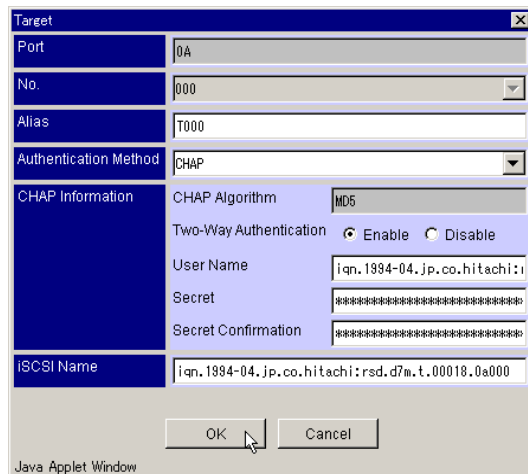 Target
Port 0A
No. 000
Alias T000
Authentication Method CHAP
CHAP Information CHAP Algorithm MD5
Two-Way Authentication Enable Disable
User Name iqn.1994-04.jp.co.hitachi:
Secret ****************************
Secret Confirmation ****************************
iSCSI Name iqn.1994-04.jp.co.hitachi:rsd.d7m.t.00018.0a000
OK Cancel
Java Applet Window